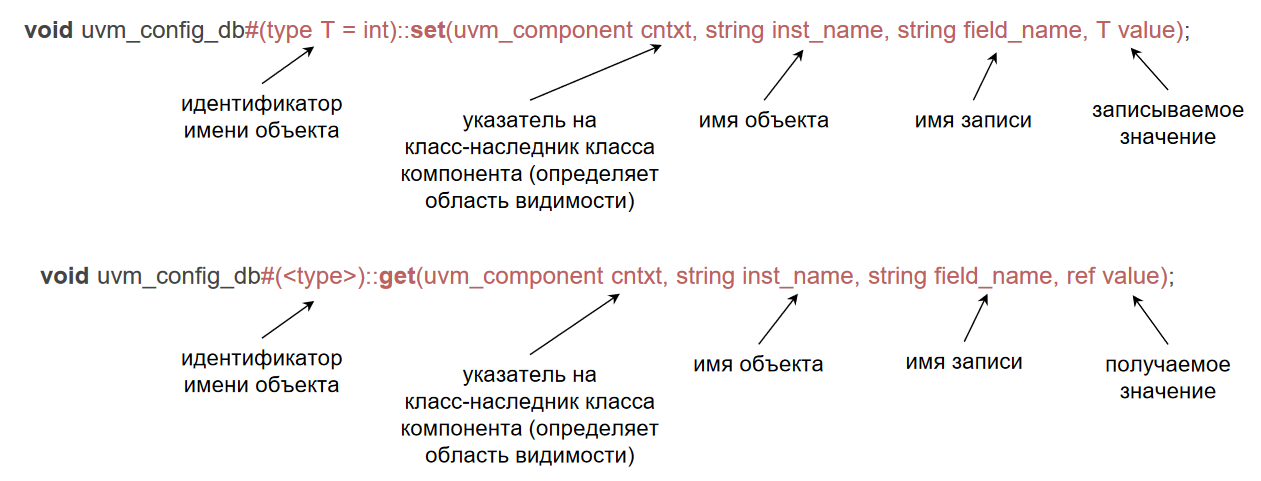 void uvm_config_db#(type T = int)::set(uvm_component cntxt, string inst_name, string field_name, T value);
идентификатор
имени объекта
указатель на
класс-наследник класса
компонента (определяет
область видимости)
имя объекта
имя записи
записываемое
значение
void uvm_config_db#(<type>)::get(uvm_component cntxt, string inst_name, string field_name, ref value);
идентификатор
имени объекта
указатель на
класс-наследник класса
компонента (определяет
область видимости)
имя объекта
имя записи
получаемое
значение